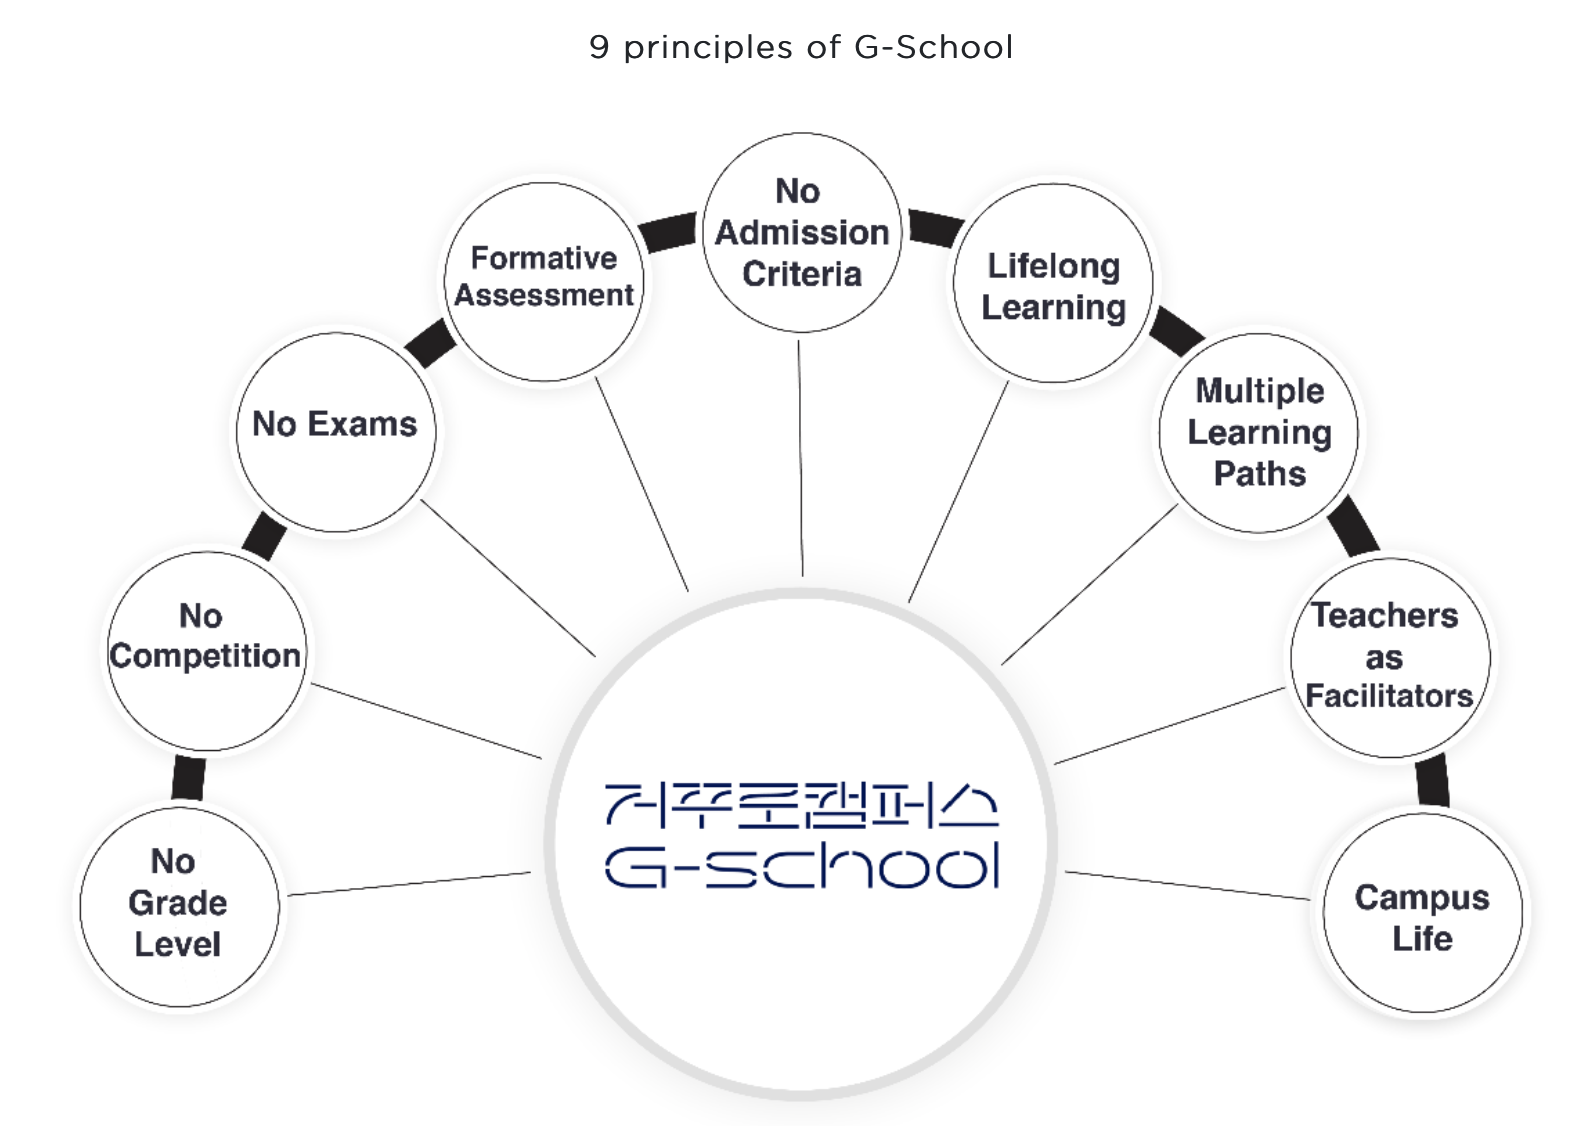 9 principles of G-School
No
Grade
Level
No
Competition
No Exams
Formative
Assessment
No
Admission
Criteria
Lifelong
Learning
Multiple
Learning
Paths
Teachers
as
Facilitators
Campus
Life
거꾸로캠퍼스
G-school